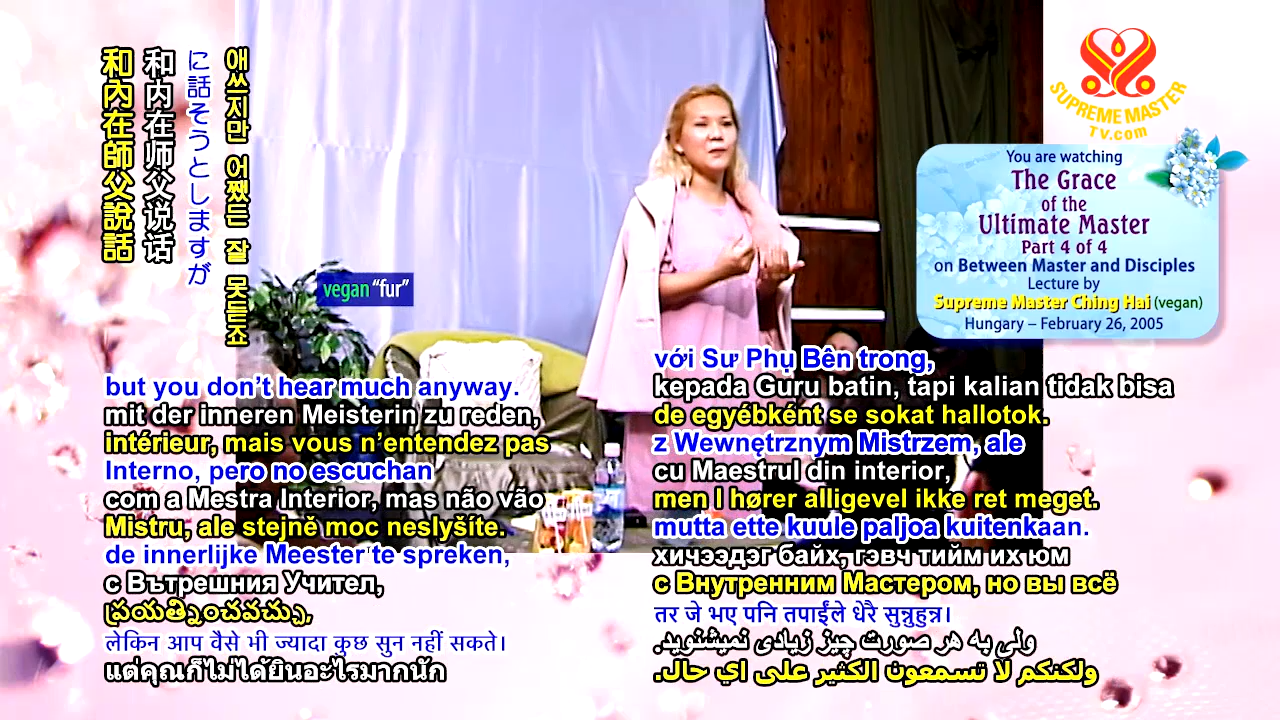 和內在師父說話
和内在师父说话
に話そうとしますが
애쓰지만 어쨌든 잘 못듣죠
SUPREME MASTER
TV.com
You are watching
The Grace
of the
Ultimate Master
Part 4 of 4
on Between Master and Disciples
Lecture by
Supreme Master Ching Hai (vegan)
Hungary – February 26, 2005
vegan “fur”
but you don’t hear much anyway.
mit der inneren Meisterin zu reden,
intérieur, mais vous n’entendez pas
Interno, pero no escuchan
com a Mestra Interior, mas não vão
Mistru, ale stejně moc neslyšíte.
de innerlijke Meester te spreken,
с Вътрешния Учител,
ప్రయత్నించవచ్చు,
लेकिन आप वैसे भी ज्यादा कुछ सुन नहीं सकते।
แต่คุณก็ไม่ได้ยินอะไรมากนัก
với Sư Phụ Bên trong,
kepada Guru batin, tapi kalian tidak bisa
de egyébként se sokat hallotok.
z Wewnętrznym Mistrzem, ale
cu Maestrul din interior,
men I hører alligevel ikke ret meget.
mutta ette kuule paljoa kuitenkaan.
хичээдэг байх, гэвч тийм их юм
с Внутренним Мастером, но вы всё
तर जे भए पनि तपाईंले धेरै सुन्नुहुन्न।
ولی به هر صورت چیز زیادی نمیشنوید.
ولكنكم لا تسمعون الكثير على اي حال.